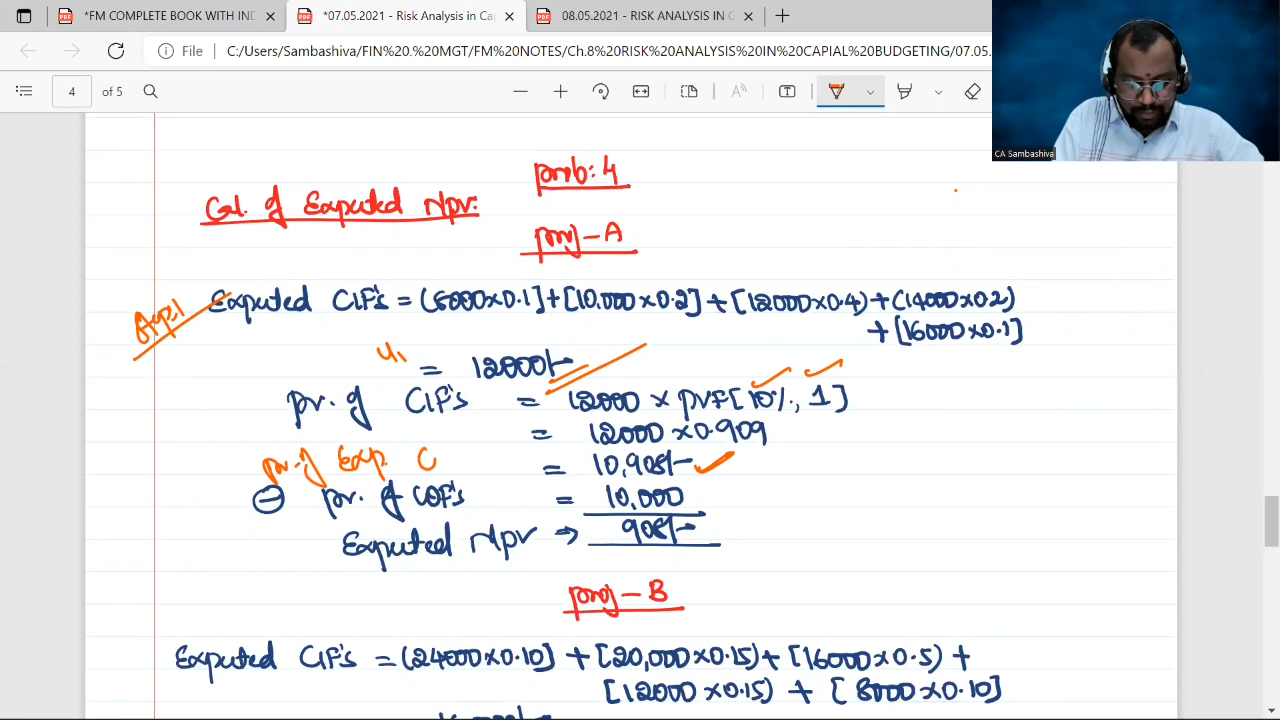 *FM COMPLETE BOOK WITH IND
*07.05.2021 - Risk Analysis in Cap
08.05.2021 - RISK ANALYSIS IN C
File
C:/Users/Sambashiva/FIN%20.%20MGT/FM%20NOTES/Ch.8%20RISK%20ANALYSIS%20IN%20CAPIAL%20BUDGETING/07.05.
4 of 5
CA Sambashiva
prob: 4
Cal. of Expected Npv:
proj-A
Expected CIF's = (8000×0.1]+[10,000×0.2]+[12000×0.4)+(14000×0.2)
+[16000×0.1]
= 12000/-
pv. of CIF's = 12000 × PVF[10%, 1]
= 12000×0.909
pv. of Exp. C = 10,908/-
⊖ pv. of COF's = 10,000
Expected Npv → 908/-
proj-B
Expected CIF's = (24000×0.10] + [20,000×0.15)+[16000×0.5) +
[12000×0.15) + [8000×0.10]